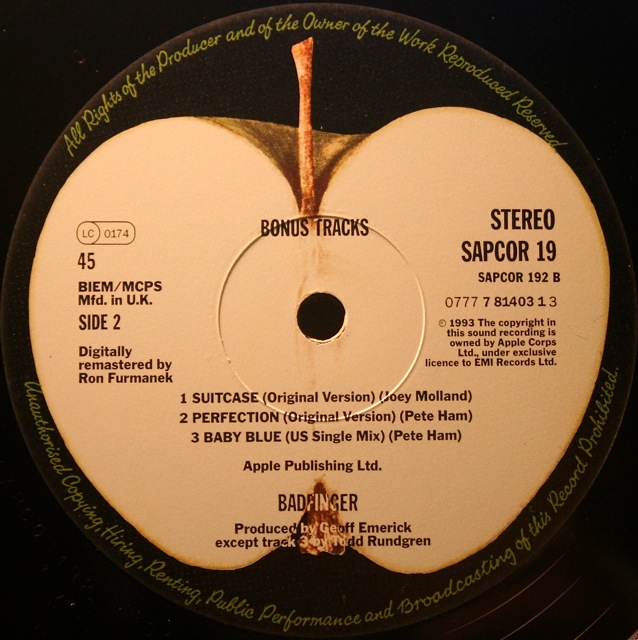 All Rights of the Producer and of the Owner of the Work Reproduced Reserved
BONUS TRACKS
LC 0174
45
BIEM/MCPS
Mfd. in U.K.
SIDE 2
Digitally
remastered by
Ron Furmanek
STEREO
SAPCOR 19
SAPCOR 192 B
0777 7 81403 1 3
℗ 1993 The copyright in
this sound recording is
owned by Apple Corps
Ltd., under exclusive
licence to EMI Records Ltd.
1 SUITCASE (Original Version) (Joey Molland)
2 PERFECTION (Original Version) (Pete Ham)
3 BABY BLUE (US Single Mix) (Pete Ham)
Apple Publishing Ltd.
BADFINGER
Produced by Geoff Emerick
except track 3 by Todd Rundgren
Unauthorised Copying, Hiring, Renting, Public Performance and Broadcasting of this Record Prohibited.